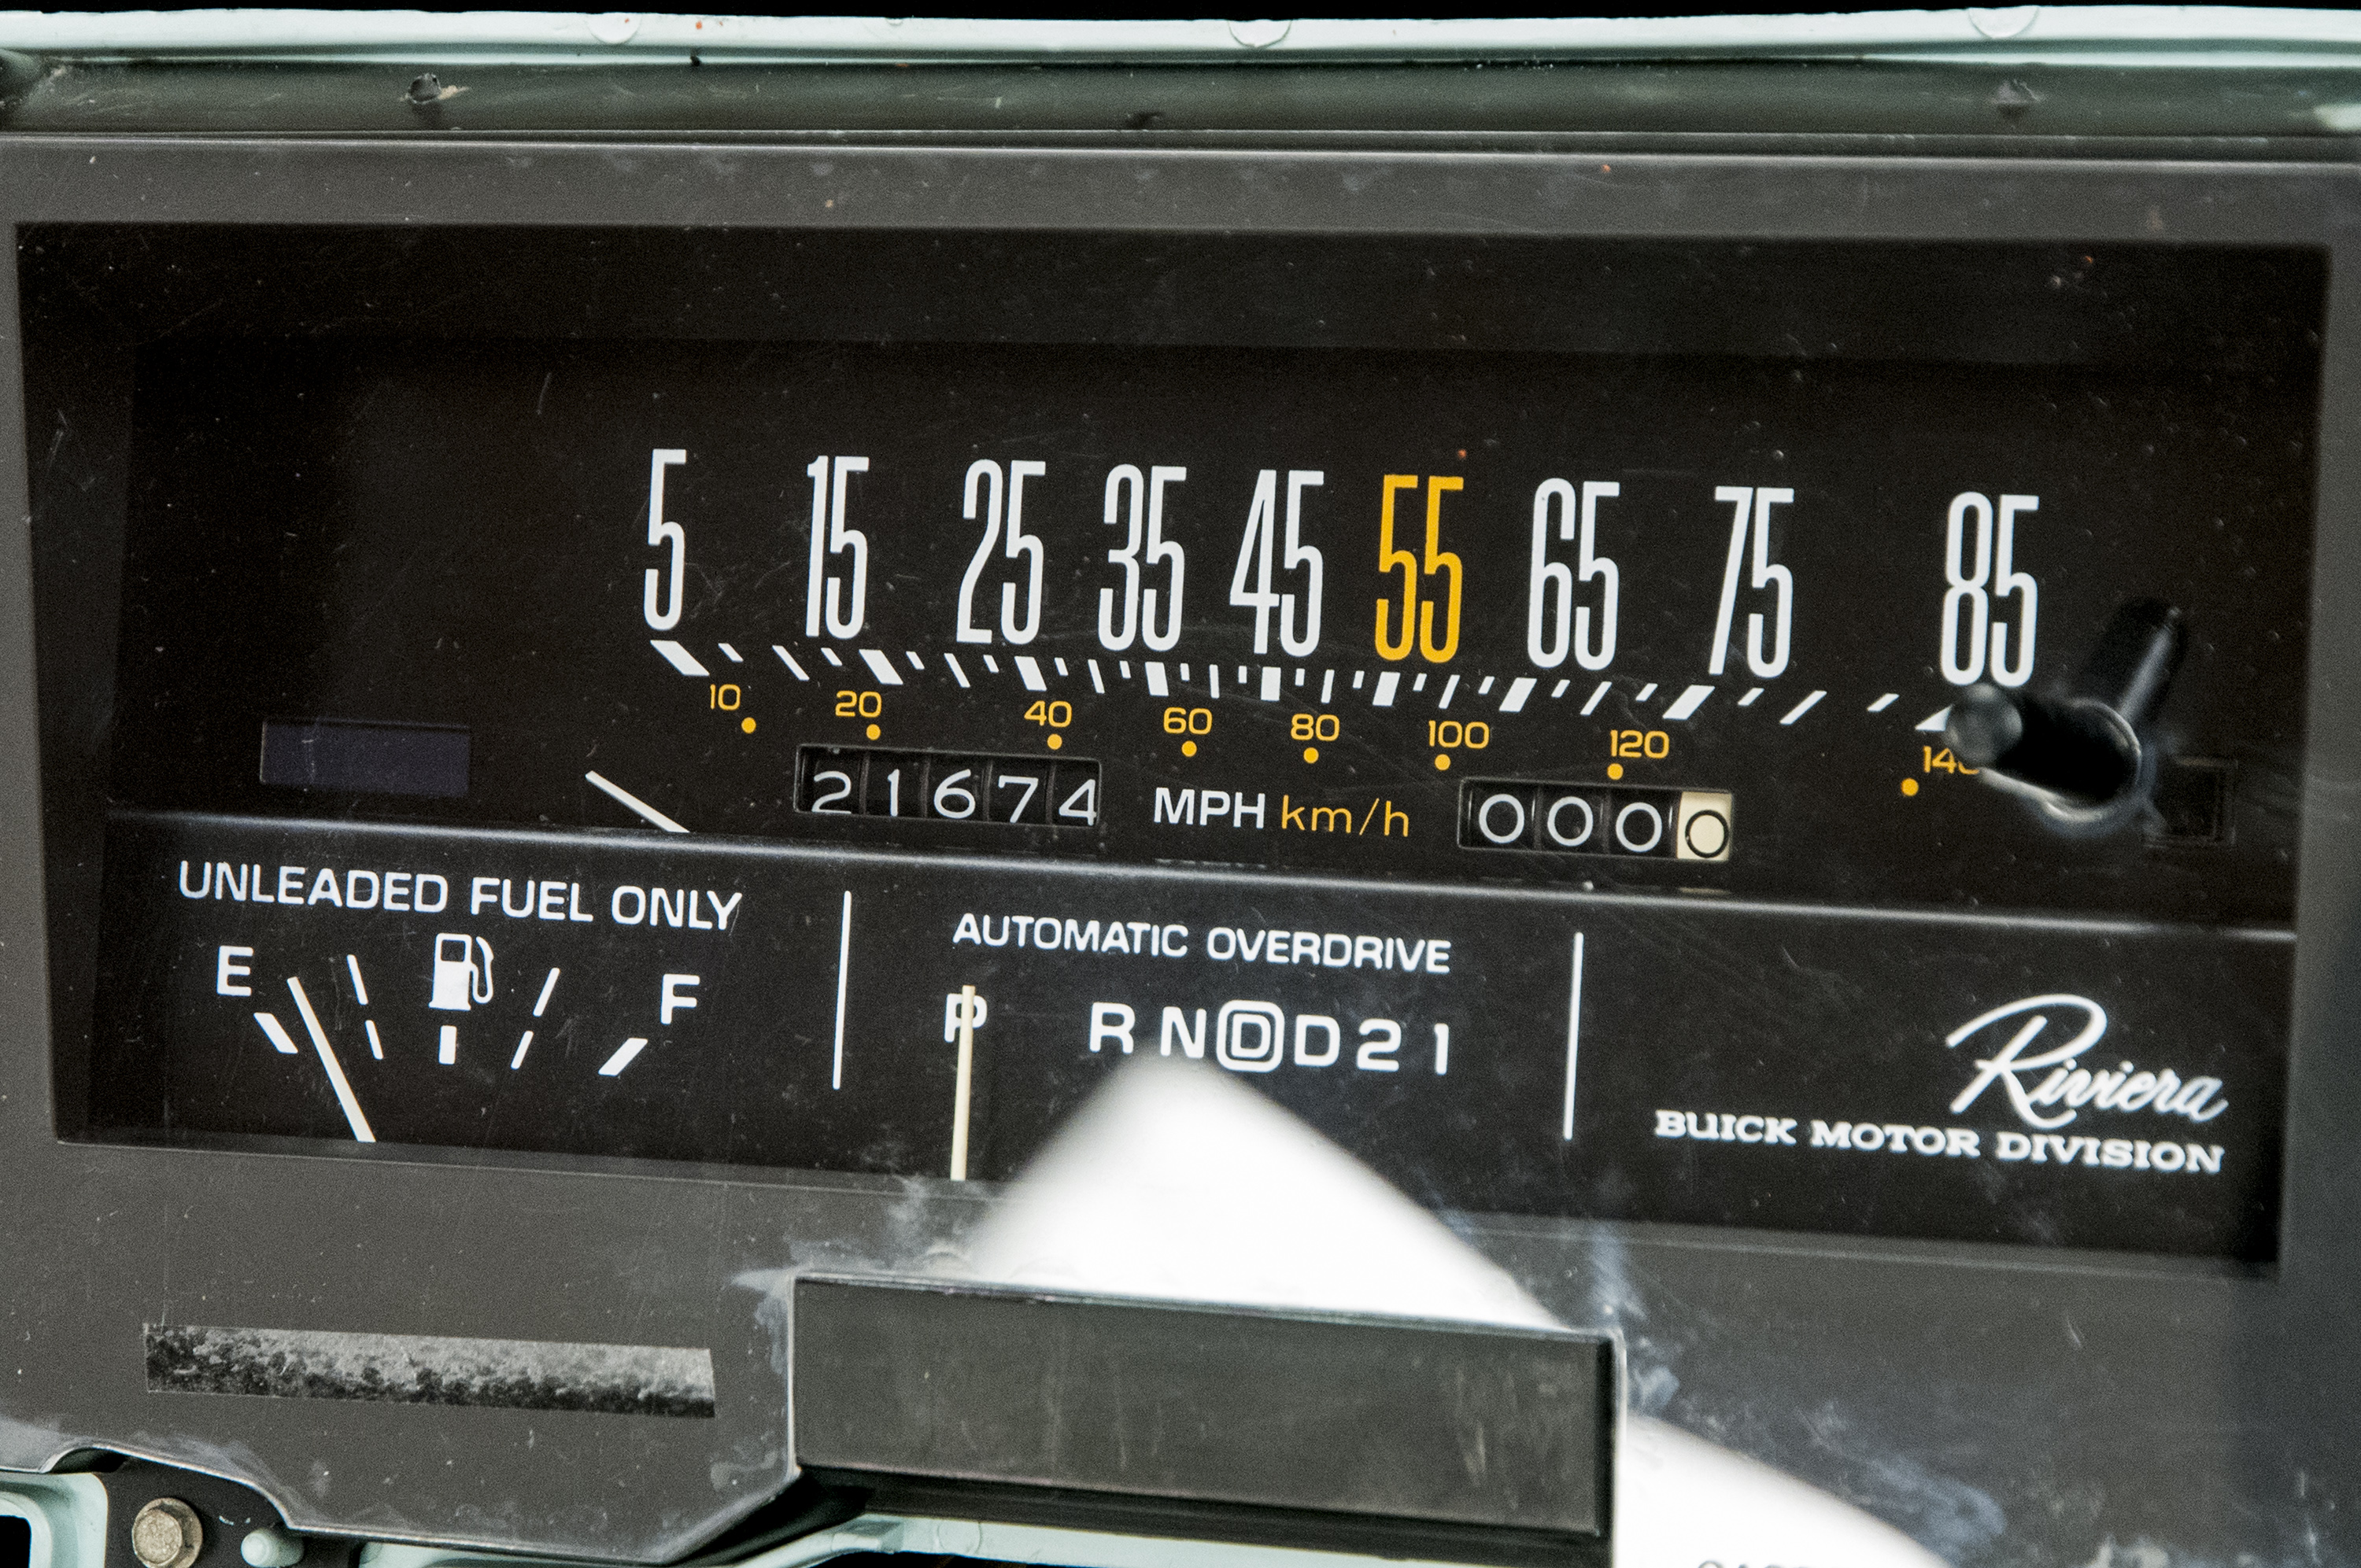 5 15 25 35 45 55 65 75 85
10 20 40 60 80 100 120 140
21674 MPH km/h 0000
UNLEADED FUEL ONLY
E F
AUTOMATIC OVERDRIVE
P R N D D 2 1
Riviera
BUICK MOTOR DIVISION